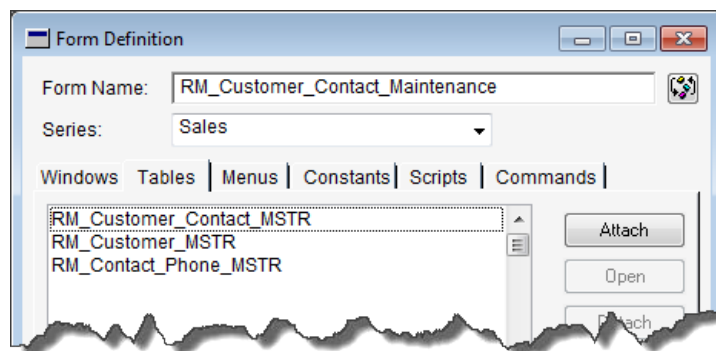 Form Definition
Form Name: RM_Customer_Contact_Maintenance
Series: Sales
Windows Tables Menus Constants Scripts Commands
RM_Customer_Contact_MSTR
RM_Customer_MSTR
RM_Contact_Phone_MSTR
Attach
Open